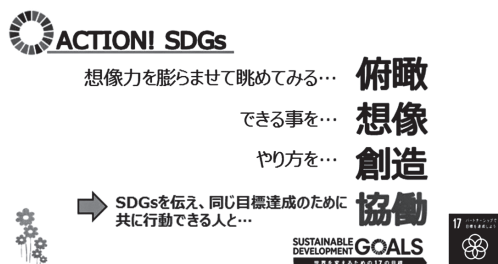 ACTION! SDGs
想像力を膨らませて眺めてみる… 俯瞰
できる事を… 想像
やり方を… 創造
SDGsを伝え、同じ目標達成のために
共に行動できる人と… 協働
SUSTAINABLE
DEVELOPMENT GOALS
世界を変えるための17の目標
17 パートナーシップで
目標を達成しよう